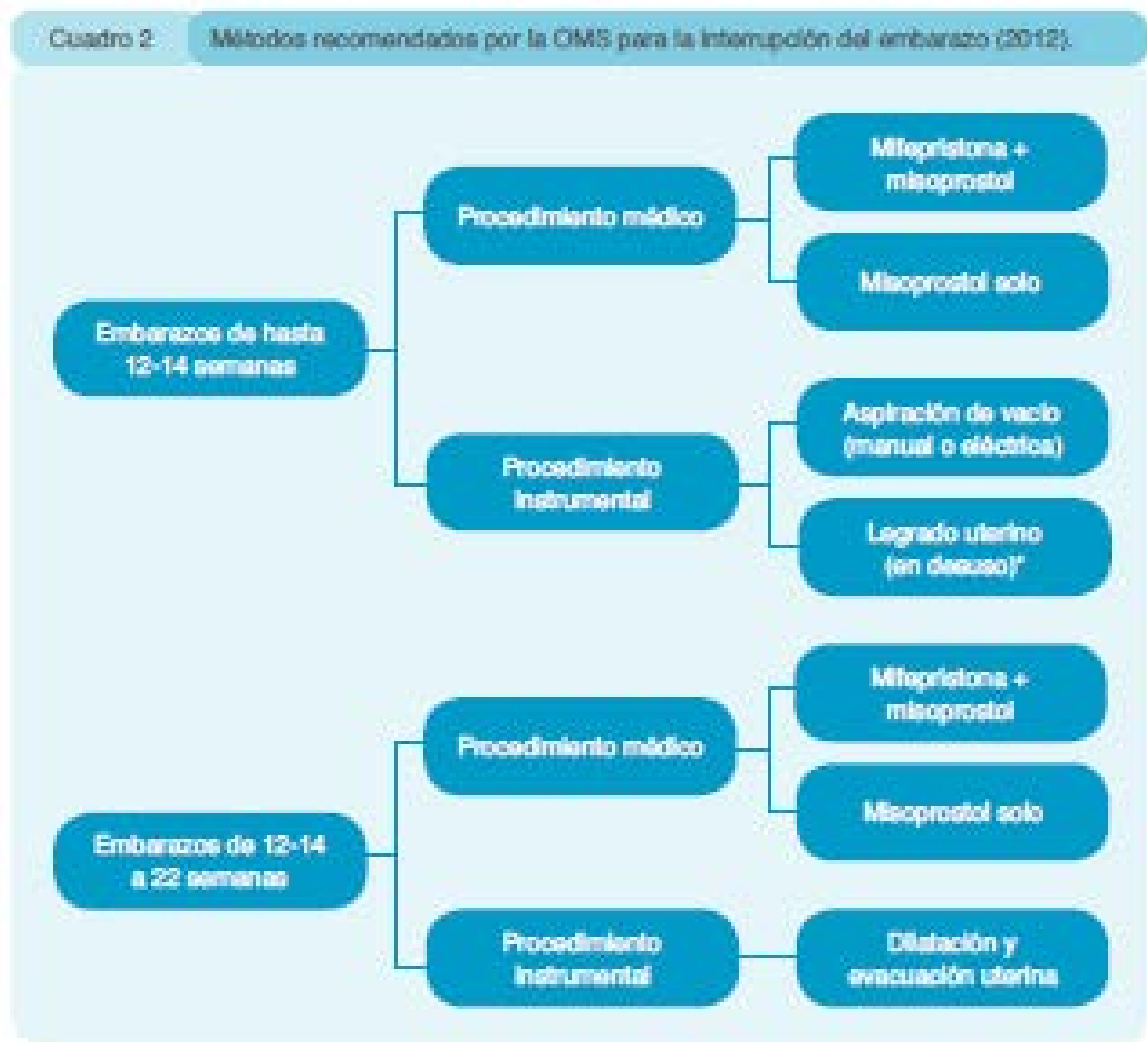 Cuadro 2
Métodos recomendados por la OMS para la interrupción del embarazo (2012).
Embarazos de hasta
12-14 semanas
Procedimiento médico
Mifepristona +
misoprostol
Misoprostol solo
Procedimiento
instrumental
Aspiración de vacío
(manual o eléctrica)
Legrado uterino
(en desuso)*
Embarazos de 12-14
a 22 semanas
Procedimiento médico
Mifepristona +
misoprostol
Misoprostol solo
Procedimiento
instrumental
Dilatación y
evacuación uterina